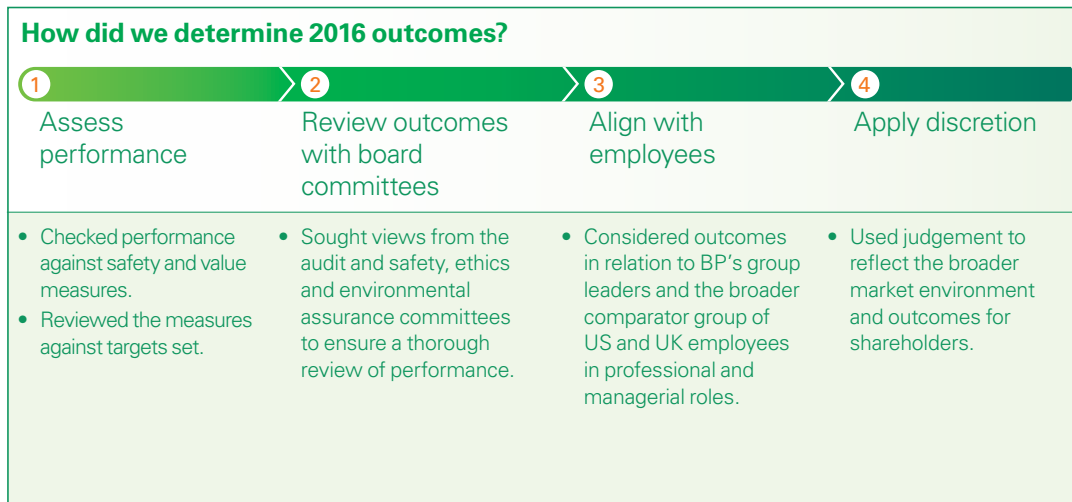 How did we determine 2016 outcomes?
1
Assess
performance
2
Review outcomes
with board
committees
3
Align with
employees
4
Apply discretion
• Checked performance
against safety and value
measures.
• Reviewed the measures
against targets set.
• Sought views from the
audit and safety, ethics
and environmental
assurance committees
to ensure a thorough
review of performance.
• Considered outcomes
in relation to BP's group
leaders and the broader
comparator group of
US and UK employees
in professional and
managerial roles.
• Used judgement to
reflect the broader
market environment
and outcomes for
shareholders.